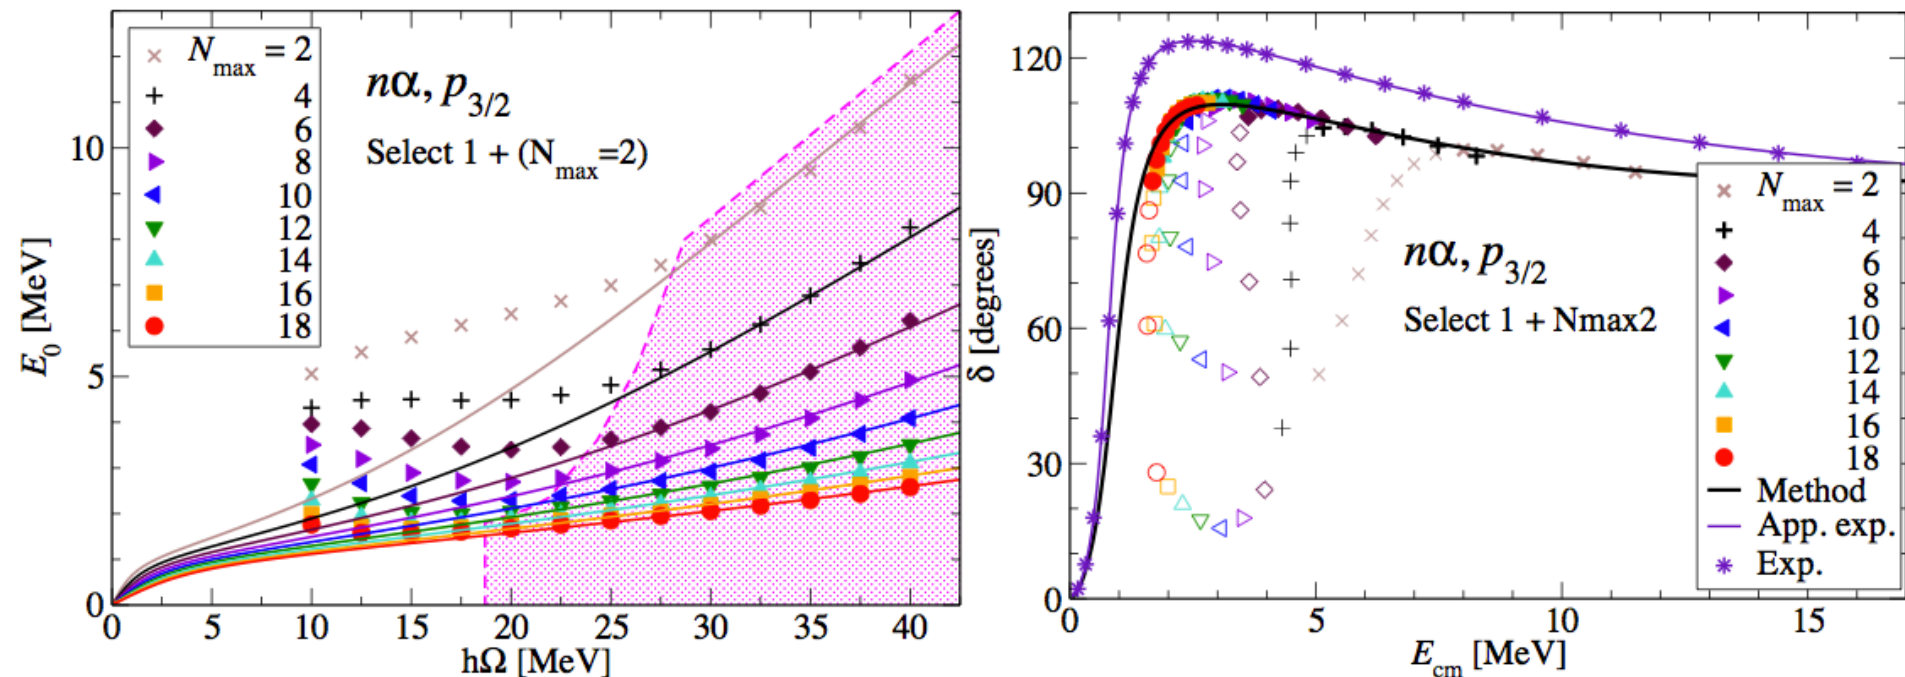 N_max = 2
4
6
8
10
12
14
16
18
nα, p_3/2
Select 1 + (N_max=2)
E_0 [MeV]
10
5
0
0 5 10 15 20 25 30 35 40
hΩ [MeV]
δ [degrees]
120
90
60
30
0
nα, p_3/2
Select 1 + Nmax2
N_max = 2
4
6
8
10
12
14
16
18
Method
App. exp.
Exp.
0 5 10 15
E_cm [MeV]